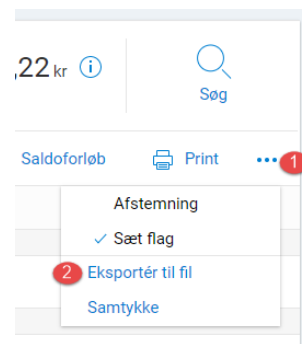 ,22 kr i
Søg
Saldoforløb Print ... 1
Afstemning
✓ Sæt flag
2 Eksportér til fil
Samtykke